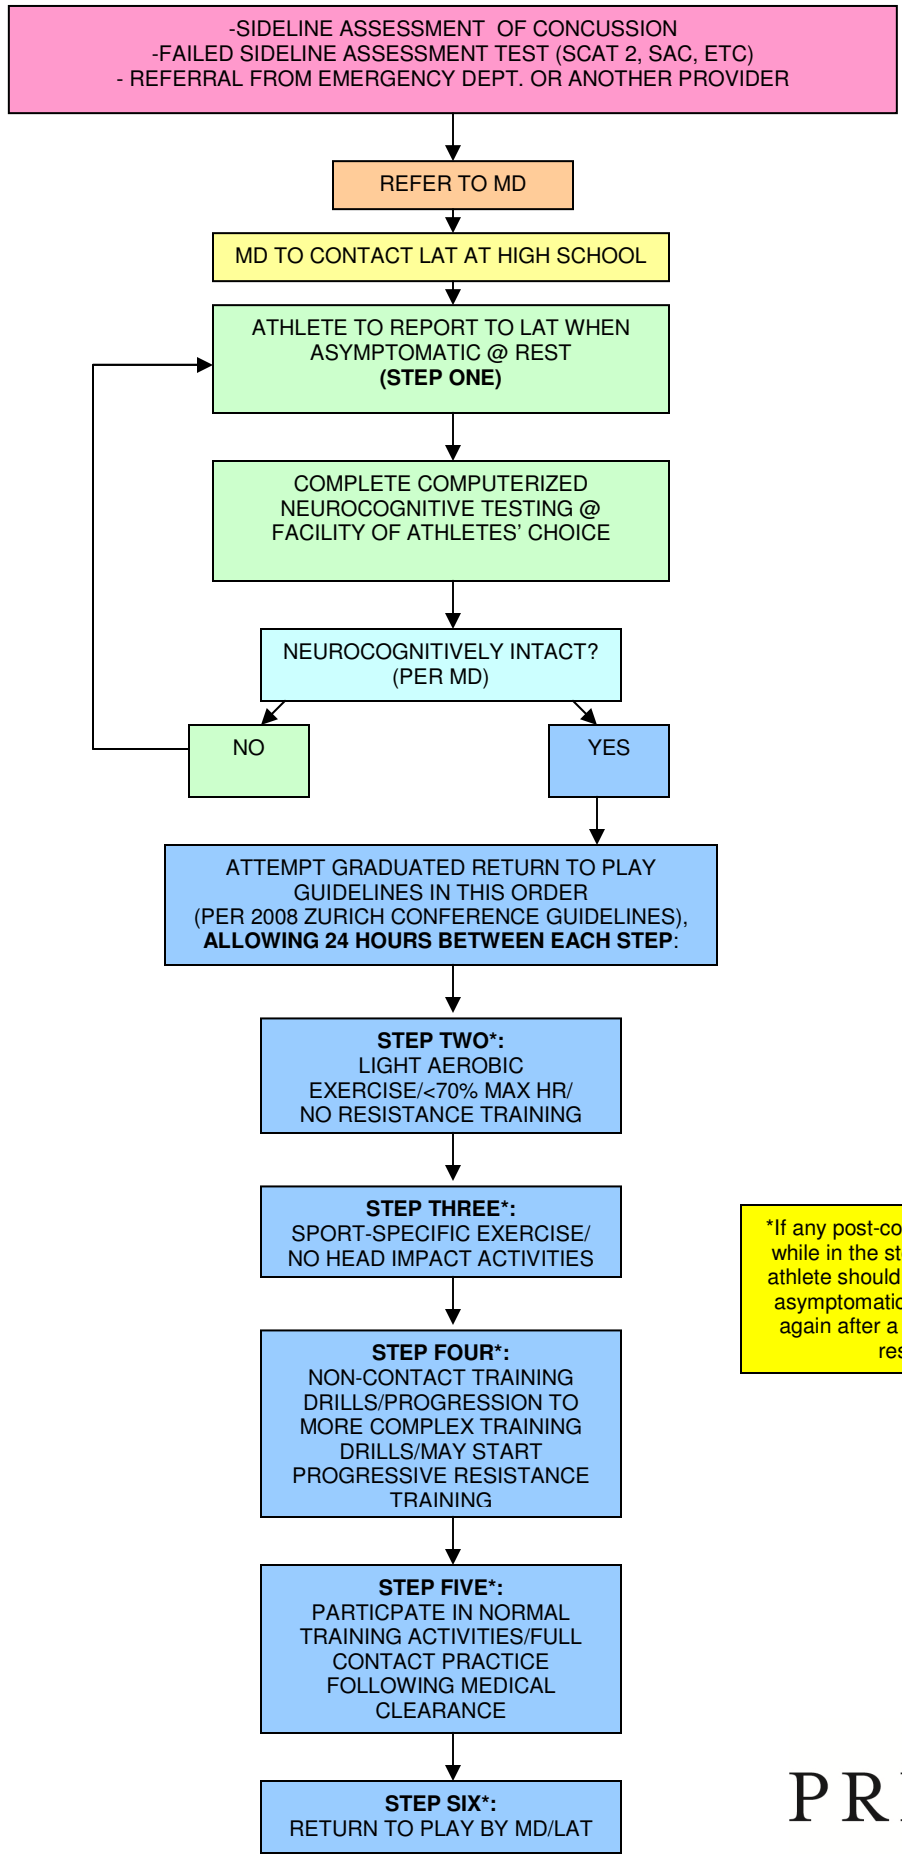 -SIDELINE ASSESSMENT OF CONCUSSION
-FAILED SIDELINE ASSESSMENT TEST (SCAT 2, SAC, ETC)
- REFERRAL FROM EMERGENCY DEPT. OR ANOTHER PROVIDER
REFER TO MD
MD TO CONTACT LAT AT HIGH SCHOOL
ATHLETE TO REPORT TO LAT WHEN
ASYMPTOMATIC @ REST
(STEP ONE)
COMPLETE COMPUTERIZED
NEUROCOGNITIVE TESTING @
FACILITY OF ATHLETES’ CHOICE
NEUROCOGNITIVELY INTACT?
(PER MD)
NO
YES
ATTEMPT GRADUATED RETURN TO PLAY
GUIDELINES IN THIS ORDER
(PER 2008 ZURICH CONFERENCE GUIDELINES),
ALLOWING 24 HOURS BETWEEN EACH STEP:
STEP TWO*:
LIGHT AEROBIC
EXERCISE/<70% MAX HR/
NO RESISTANCE TRAINING
STEP THREE*:
SPORT-SPECIFIC EXERCISE/
NO HEAD IMPACT ACTIVITIES
*If any post-co
while in the st
athlete should
asymptomatic
again after a
res
STEP FOUR*:
NON-CONTACT TRAINING
DRILLS/PROGRESSION TO
MORE COMPLEX TRAINING
DRILLS/MAY START
PROGRESSIVE RESISTANCE
TRAINING
STEP FIVE*:
PARTICPATE IN NORMAL
TRAINING ACTIVITIES/FULL
CONTACT PRACTICE
FOLLOWING MEDICAL
CLEARANCE
STEP SIX*:
RETURN TO PLAY BY MD/LAT
PR